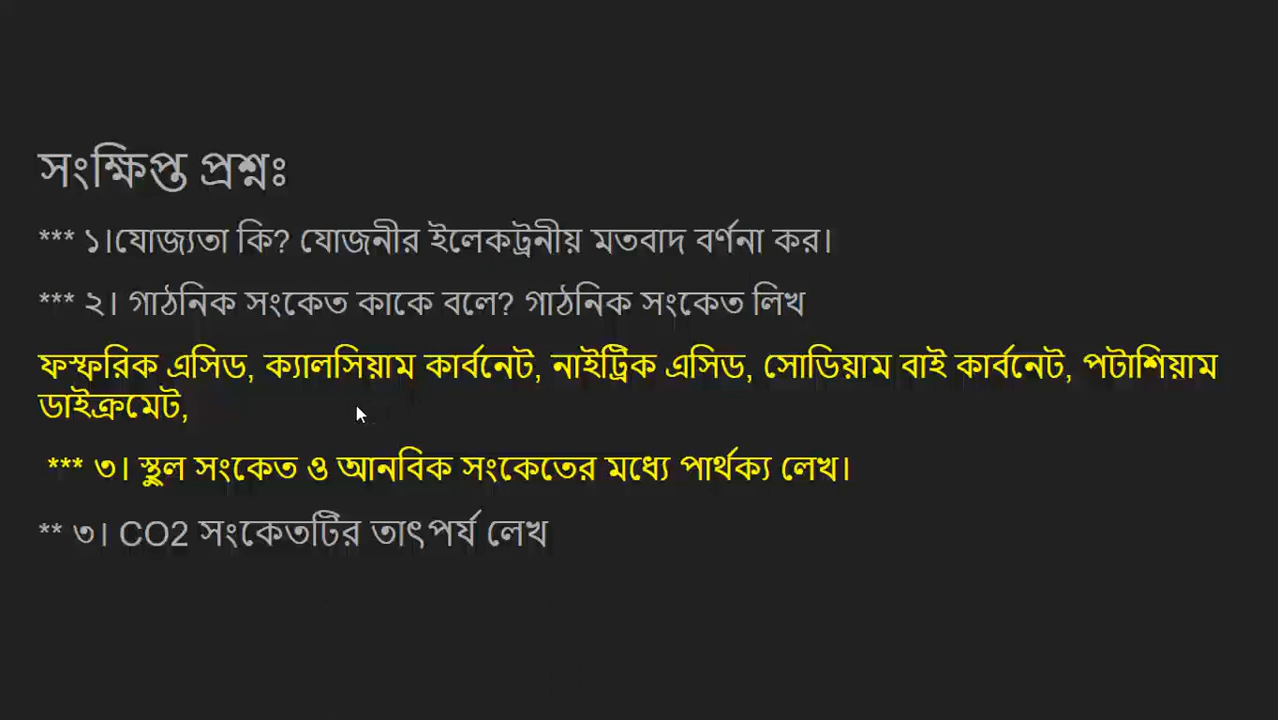 সংক্ষিপ্ত প্রশ্নঃ
*** ১।যোজ্যতা কি? যোজনীর ইলেকট্রনীয় মতবাদ বর্ণনা কর।
*** ২। গাঠনিক সংকেত কাকে বলে? গাঠনিক সংকেত লিখ
ফস্ফরিক এসিড, ক্যালসিয়াম কার্বনেট, নাইট্রিক এসিড, সোডিয়াম বাই কার্বনেট, পটাশিয়াম
ডাইক্রমেট,
*** ৩। স্থুল সংকেত ও আনবিক সংকেতের মধ্যে পার্থক্য লেখ।
** ৩। CO2 সংকেতটির তাৎপর্য লেখ